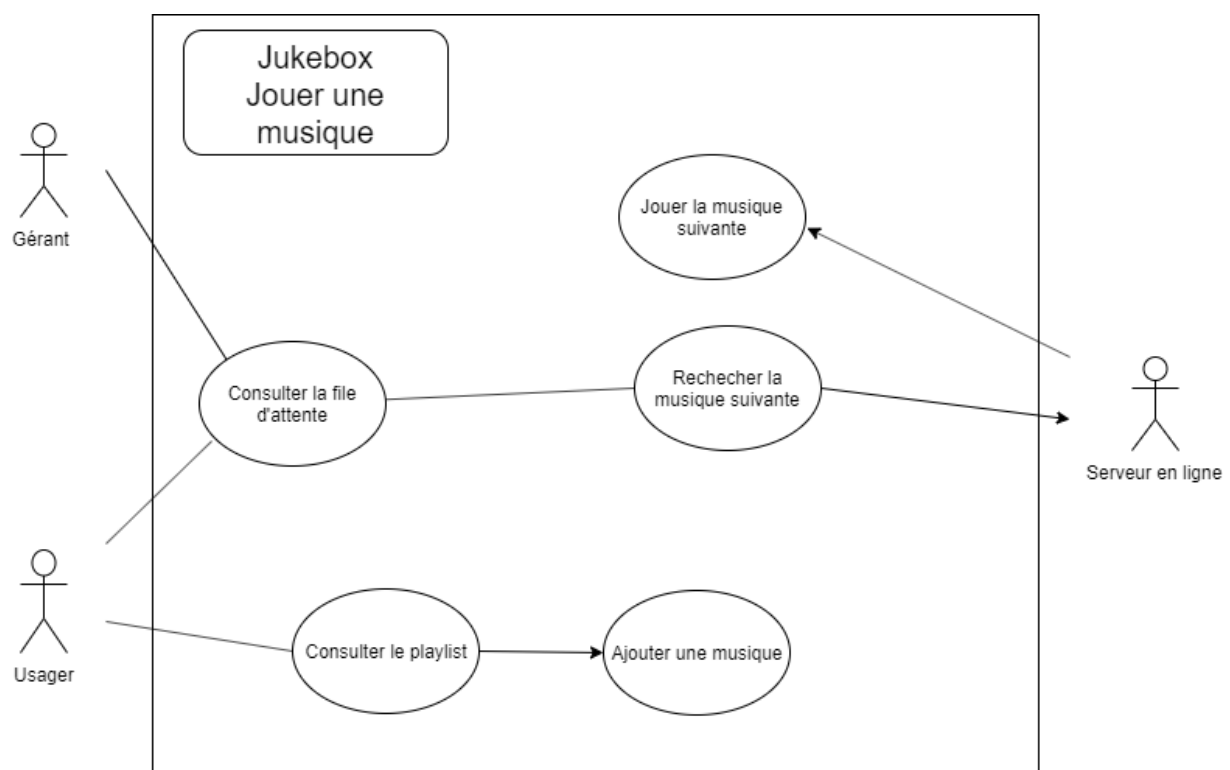 Jukebox
Jouer une
musique
Gérant
Jouer la musique
suivante
Consulter la file
d'attente
Rechecher la
musique suivante
Serveur en ligne
Usager
Consulter le playlist
Ajouter une musique